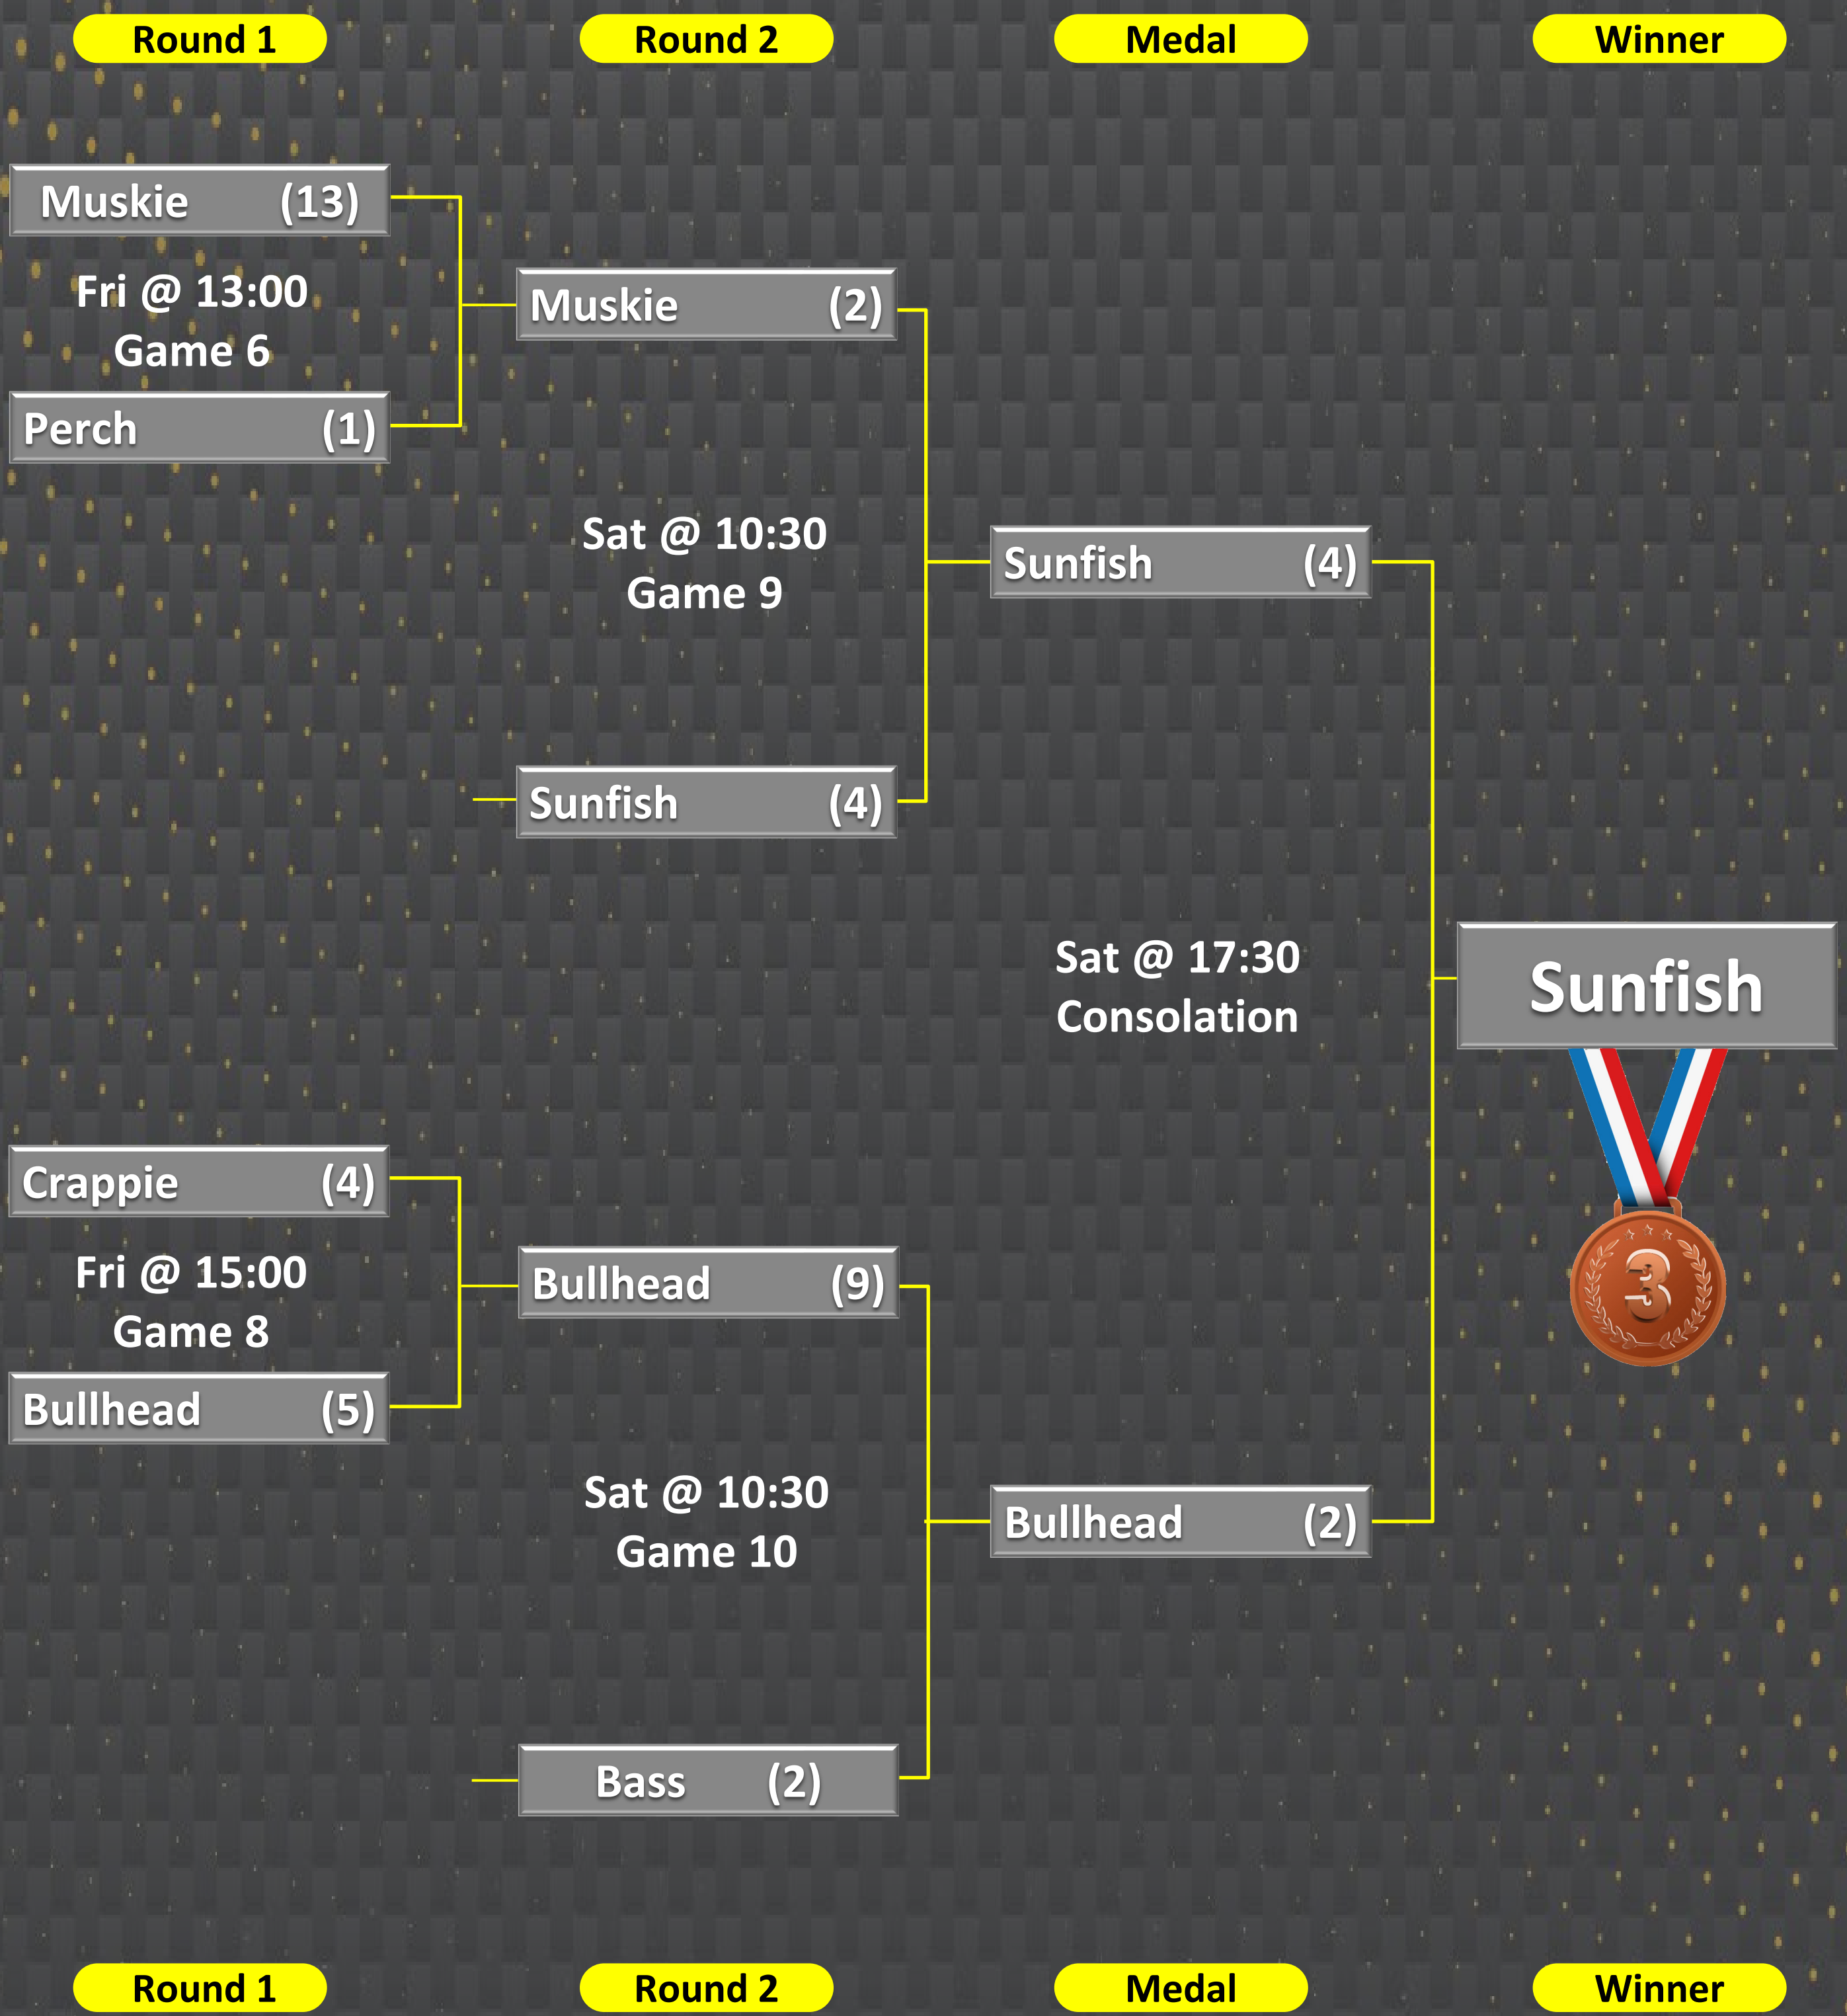 Round 1 Round 2 Medal Winner
Muskie (13)
Fri @ 13:00
Game 6
Perch (1)
Muskie (2)
Sat @ 10:30
Game 9
Sunfish (4)
Sunfish (4)
Sat @ 17:30
Consolation
Sunfish
3
Crappie (4)
Fri @ 15:00
Game 8
Bullhead (5)
Bullhead (9)
Sat @ 10:30
Game 10
Bass (2)
Bullhead (2)
Round 1 Round 2 Medal Winner